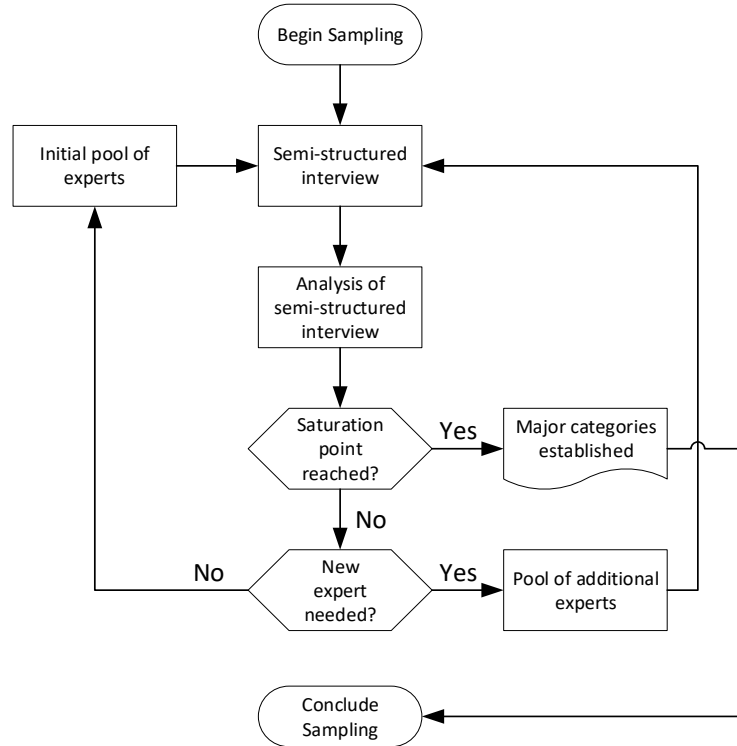 Begin Sampling
Initial pool of
experts
Semi-structured
interview
Analysis of
semi-structured
interview
Saturation
point
reached?
Yes
Major categories
established
No
New
expert
needed?
No
Yes
Pool of additional
experts
Conclude
Sampling